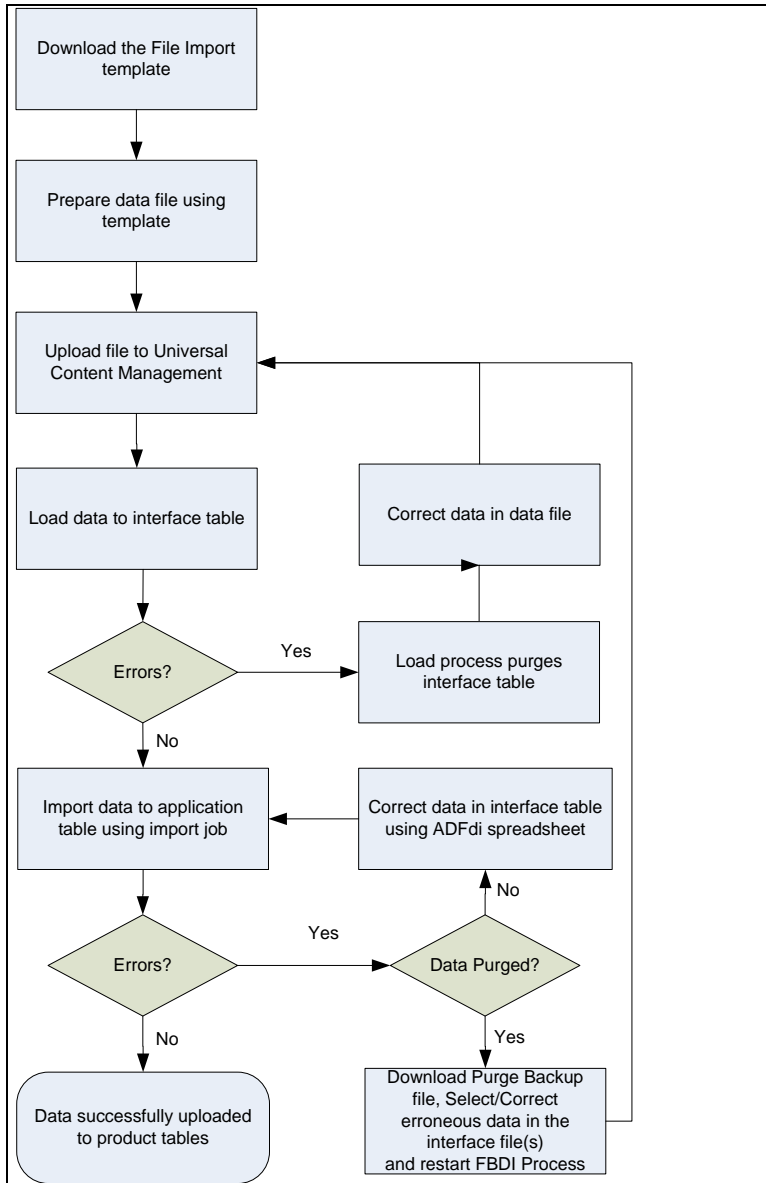 Download the File Import
template
Prepare data file using
template
Upload file to Universal
Content Management
Load data to interface table
Correct data in data file
Errors?
Yes
Load process purges
interface table
No
Import data to application
table using import job
Correct data in interface table
using ADFdi spreadsheet
No
Errors?
Yes
Data Purged?
No
Yes
Data successfully uploaded
to product tables
Download Purge Backup
file, Select/Correct
erroneous data in the
interface file(s)
and restart FBDI Process